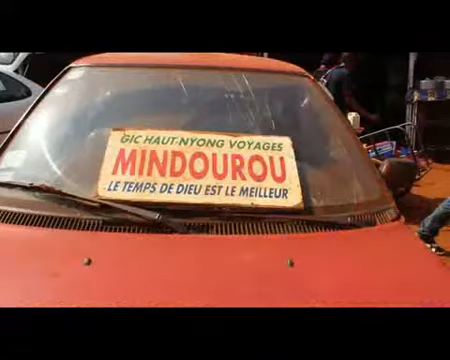 GIC HAUT-NYONG VOYAGES
MINDOUROU
LE TEMPS DE DIEU EST LE MEILLEUR